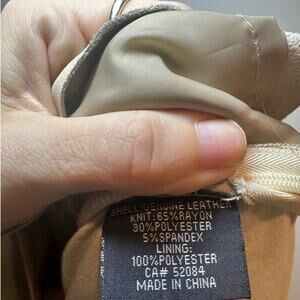 SHELL:GENUINE LEATHER
KNIT:65%RAYON
30%POLYESTER
5%SPANDEX
LINING:
100%POLYESTER
CA# 52084
MADE IN CHINA